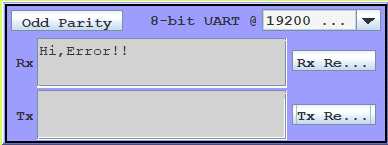 Odd Parity 8-bit UART @ 19200 ...
Hi,Error!!
Rx Rx Re...
Tx Tx Re...